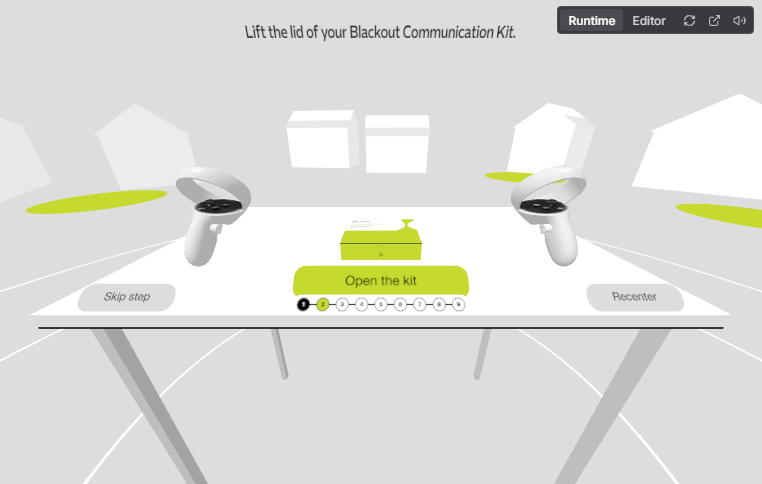 Runtime Editor
Lift the lid of your Blackout Communication Kit.
Open the kit
Skip step
1 2 3 4 5 6 7 8 9
Recenter